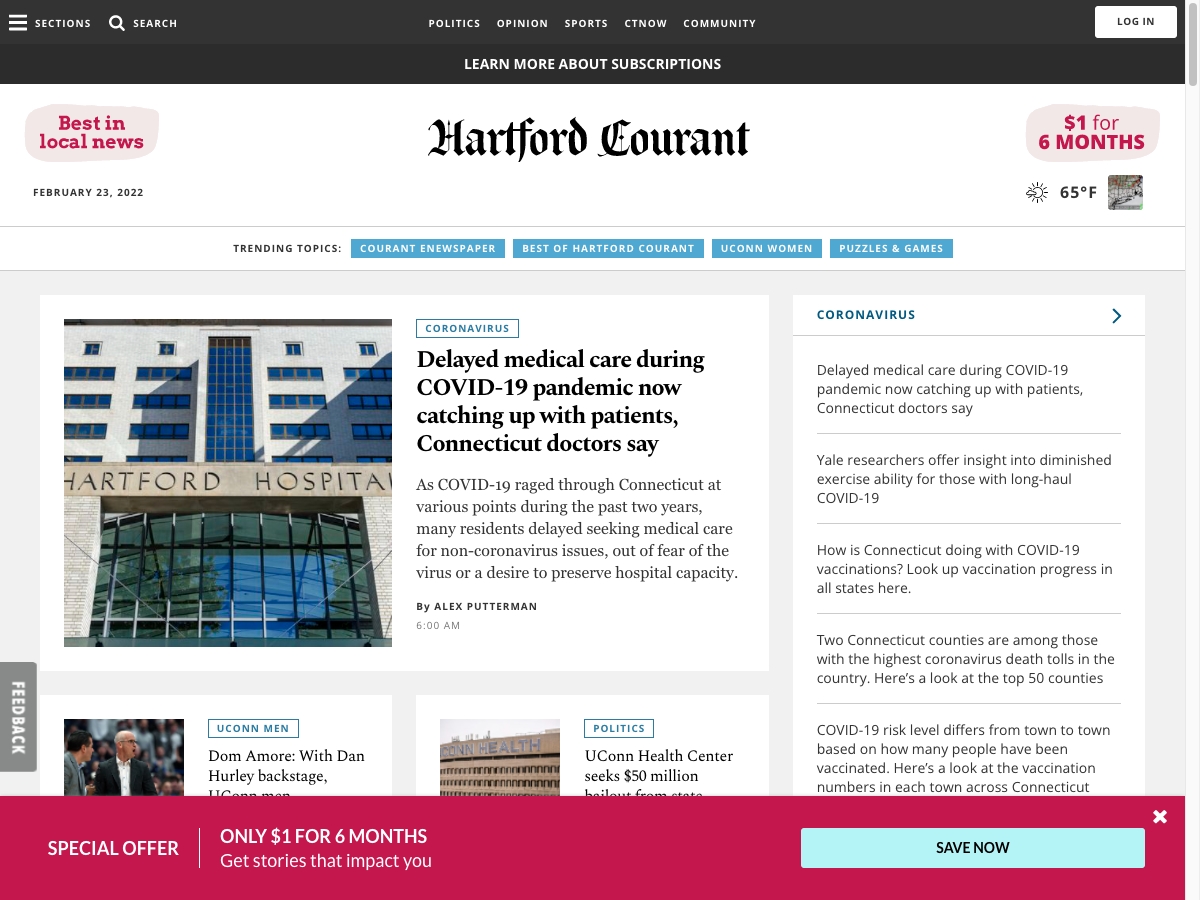 SECTIONS
SEARCH
POLITICS
OPINION
SPORTS
CTNOW
COMMUNITY
LOG IN
LEARN MORE ABOUT SUBSCRIPTIONS
Best in
local news
Hartford Courant
$1 for
6 MONTHS
FEBRUARY 23, 2022
65°F
TRENDING TOPICS:
COURANT ENEWSPAPER
BEST OF HARTFORD COURANT
UCONN WOMEN
PUZZLES & GAMES
HARTFORD HOSPITA
CORONAVIRUS
Delayed medical care during
COVID-19 pandemic now
catching up with patients,
Connecticut doctors say
As COVID-19 raged through Connecticut at
various points during the past two years,
many residents delayed seeking medical care
for non-coronavirus issues, out of fear of the
virus or a desire to preserve hospital capacity.
By ALEX PUTTERMAN
6:00 AM
CORONAVIRUS
Delayed medical care during COVID-19
pandemic now catching up with patients,
Connecticut doctors say
Yale researchers offer insight into diminished
exercise ability for those with long-haul
COVID-19
How is Connecticut doing with COVID-19
vaccinations? Look up vaccination progress in
all states here.
Two Connecticut counties are among those
with the highest coronavirus death tolls in the
country. Here’s a look at the top 50 counties
COVID-19 risk level differs from town to town
based on how many people have been
vaccinated. Here’s a look at the vaccination
numbers in each town across Connecticut
FEEDBACK
UCONN MEN
Dom Amore: With Dan
Hurley backstage,
UConn men
CONN HEALTH
POLITICS
UConn Health Center
seeks $50 million
bailout from state
SPECIAL OFFER
ONLY $1 FOR 6 MONTHS
Get stories that impact you
SAVE NOW